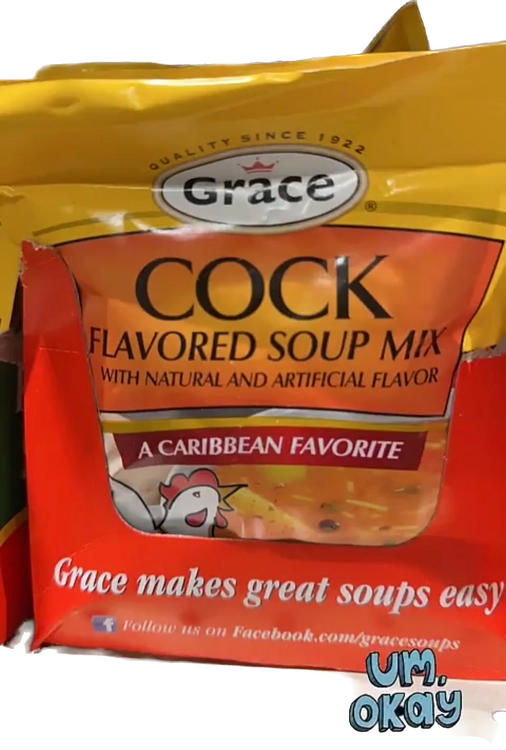 QUALITY SINCE 1922
Grace
®
COCK
FLAVORED SOUP MIX
WITH NATURAL AND ARTIFICIAL FLAVOR
A CARIBBEAN FAVORITE
Grace makes great soups easy
f Follow us on Facebook.com/gracesoups
UM,
OKAY